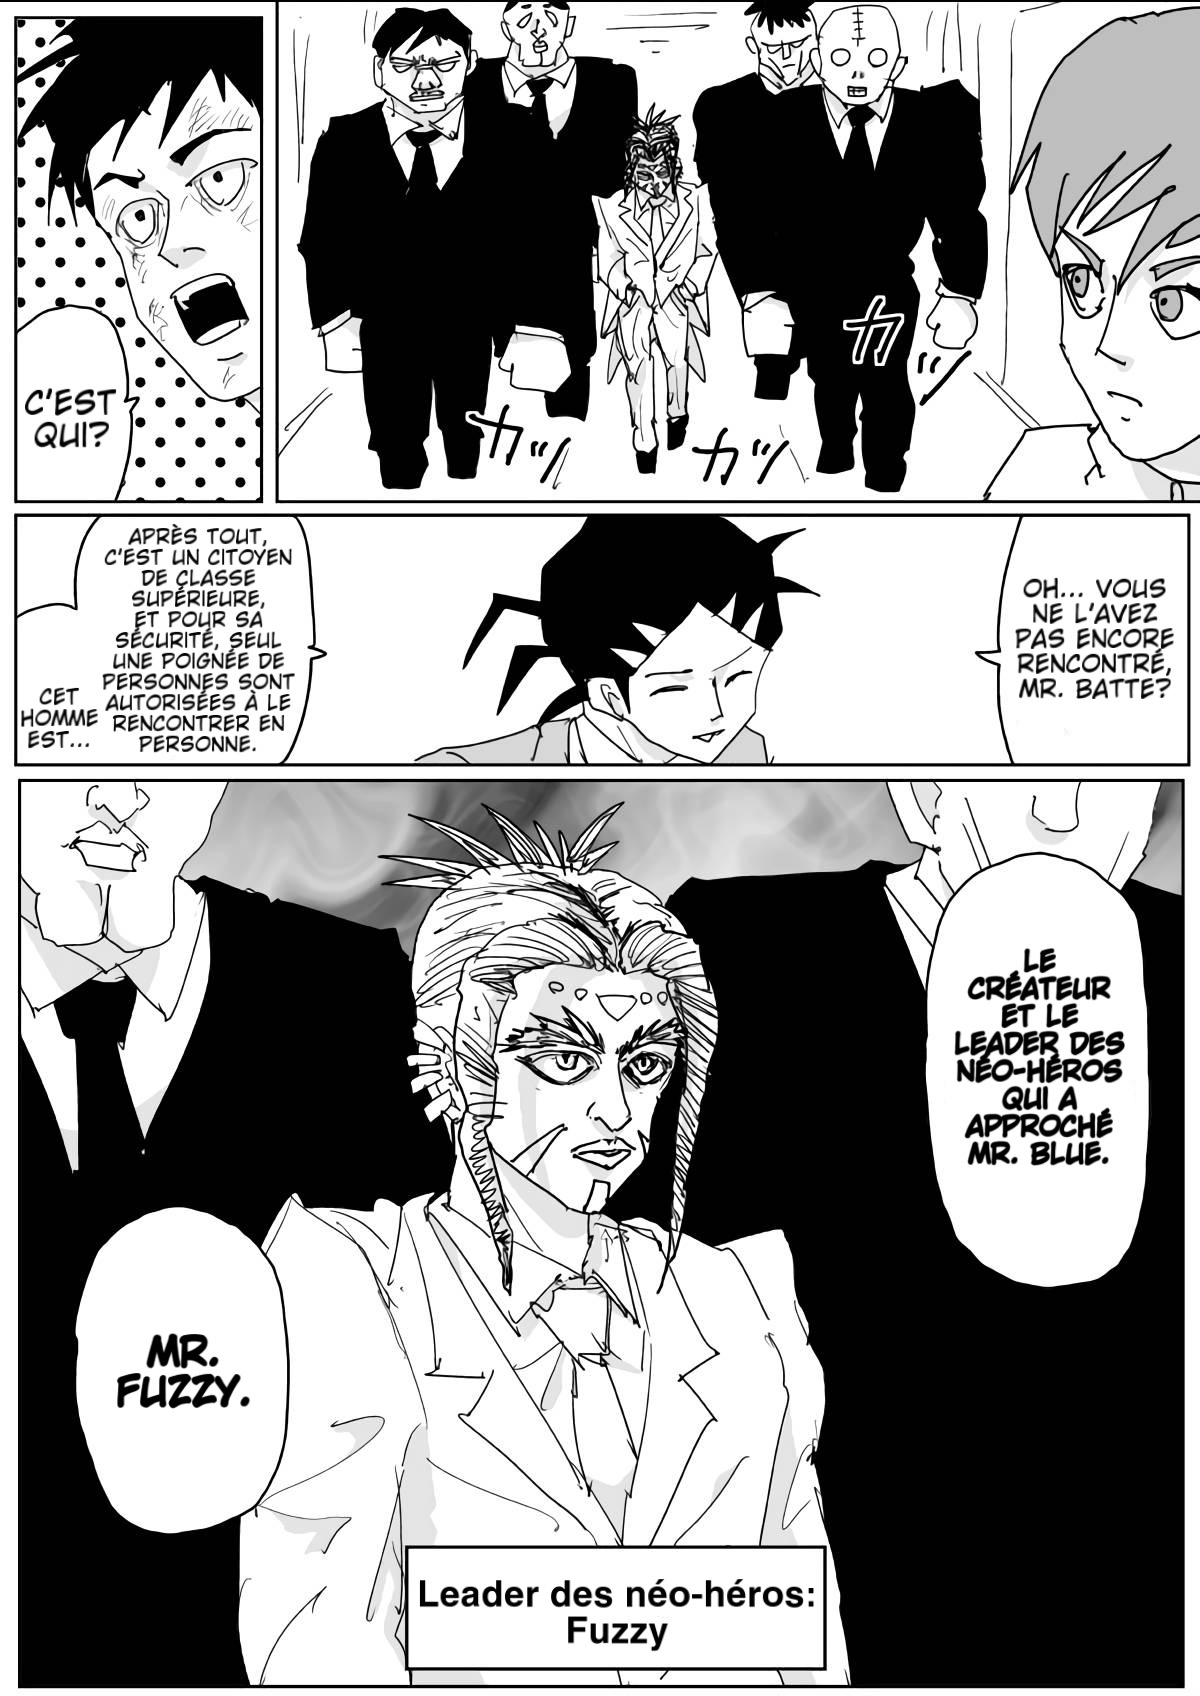 カッ
カッ
カッ
C'EST
QUI?
OH... VOUS
NE L'AVEZ
PAS ENCORE
RENCONTRÉ,
MR. BATTE?
APRÈS TOUT,
C'EST UN CITOYEN
DE CLASSE
SUPÉRIEURE,
ET POUR SA
SÉCURITÉ, SEUL
UNE POIGNÉE DE
PERSONNES SONT
AUTORISÉES À LE
RENCONTRER EN
PERSONNE.
CET
HOMME
EST...
LE
CRÉATEUR
ET LE
LEADER DES
NÉO-HÉROS
QUI A
APPROCHÉ
MR. BLUE.
MR.
FUZZY.
Leader des néo-héros:
Fuzzy